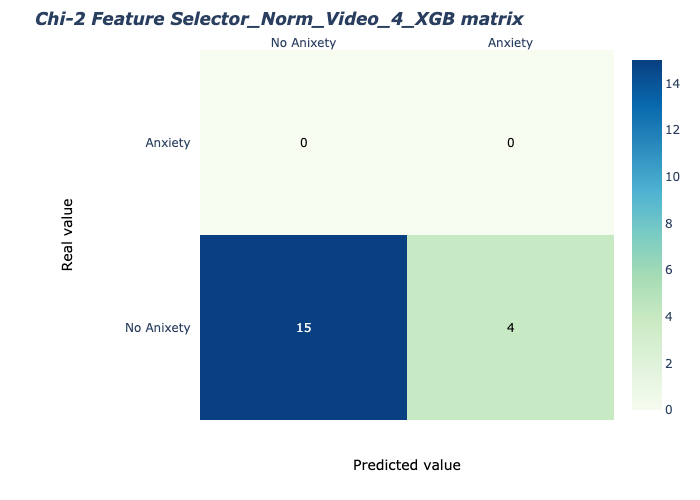 Chi-2 Feature Selector_Norm_Video_4_XGB matrix
No Anixety
Anxiety
14
12
10
8
6
4
2
0
Anxiety
0
0
No Anixety
15
4
Real value
Predicted value